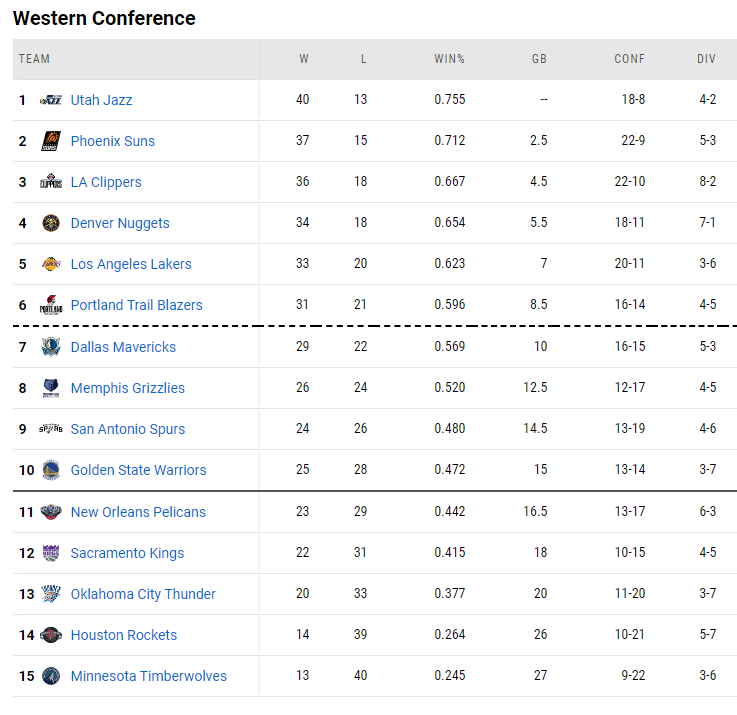 Western Conference
TEAM W L WIN% GB CONF DIV
1 Utah Jazz 40 13 0.755 -- 18-8 4-2
2 Phoenix Suns 37 15 0.712 2.5 22-9 5-3
3 LA Clippers 36 18 0.667 4.5 22-10 8-2
4 Denver Nuggets 34 18 0.654 5.5 18-11 7-1
5 Los Angeles Lakers 33 20 0.623 7 20-11 3-6
6 Portland Trail Blazers 31 21 0.596 8.5 16-14 4-5
7 Dallas Mavericks 29 22 0.569 10 16-15 5-3
8 Memphis Grizzlies 26 24 0.520 12.5 12-17 4-5
9 San Antonio Spurs 24 26 0.480 14.5 13-19 4-6
10 Golden State Warriors 25 28 0.472 15 13-14 3-7
11 New Orleans Pelicans 23 29 0.442 16.5 13-17 6-3
12 Sacramento Kings 22 31 0.415 18 10-15 4-5
13 Oklahoma City Thunder 20 33 0.377 20 11-20 3-7
14 Houston Rockets 14 39 0.264 26 10-21 5-7
15 Minnesota Timberwolves 13 40 0.245 27 9-22 3-6